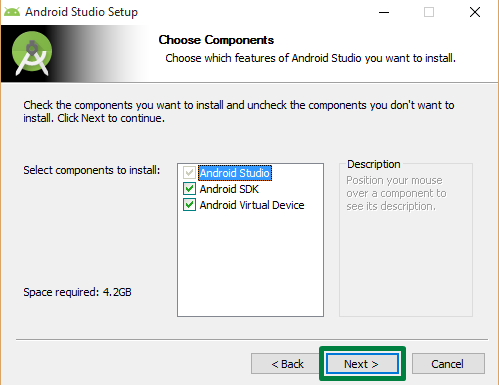 Android Studio Setup
Choose Components
Choose which features of Android Studio you want to install.
Check the components you want to install and uncheck the components you don't want to
install. Click Next to continue.
Select components to install:
Android Studio
Android SDK
Android Virtual Device
Description
Position your mouse
over a component to
see its description.
Space required: 4.2GB
< Back
Next >
Cancel